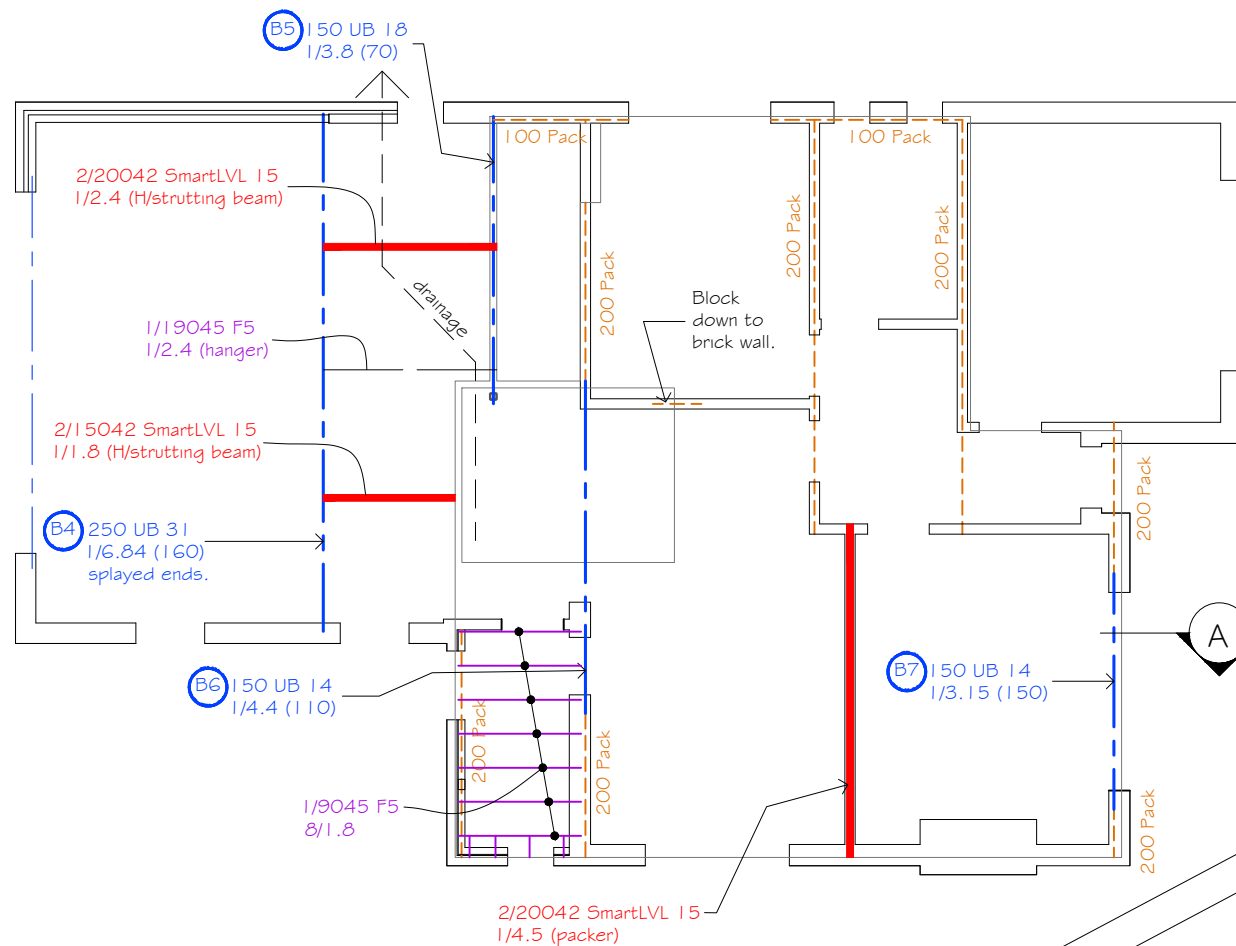 B5 150 UB 18
1/3.8 (70)
100 Pack
100 Pack
2/20042 SmartLVL 15
1/2.4 (H/strutting beam)
200 Pack
200 Pack
200 Pack
drainage
Block
down to
brick wall.
1/19045 F5
1/2.4 (hanger)
2/15042 SmartLVL 15
1/1.8 (H/strutting beam)
B4 250 UB 31
1/6.84 (160)
splayed ends.
200 Pack
A
B6 150 UB 14
1/4.4 (110)
B7 150 UB 14
1/3.15 (150)
200 Pack
200 Pack
1/9045 F5
8/1.8
200 Pack
2/20042 SmartLVL 15
1/4.5 (packer)